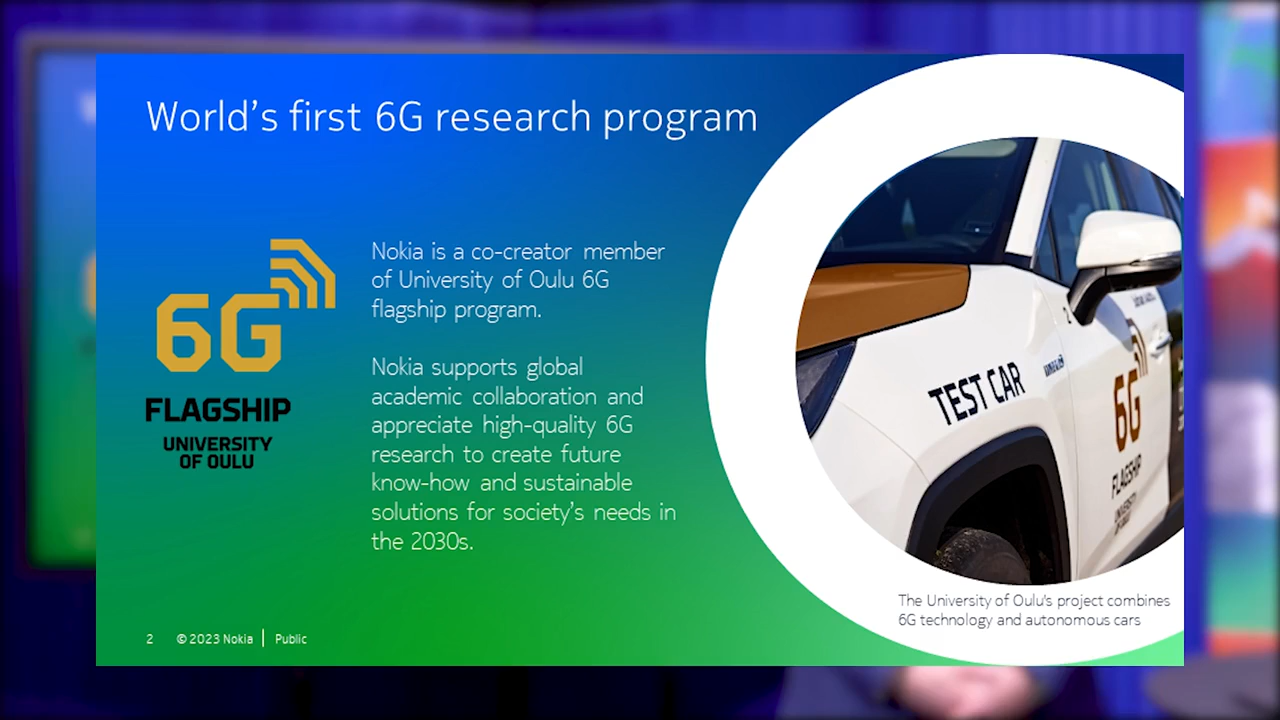 World's first 6G research program
6G
FLAGSHIP
UNIVERSITY
OF OULU
Nokia is a co-creator member
of University of Oulu 6G
flagship program.
Nokia supports global
academic collaboration and
appreciate high-quality 6G
research to create future
know-how and sustainable
solutions for society's needs in
the 2030s.
TEST CAR
6G
FLAGSHIP
UNIVERSITY
OF OULU
The University of Oulu's project combines
6G technology and autonomous cars
2 © 2023 Nokia | Public